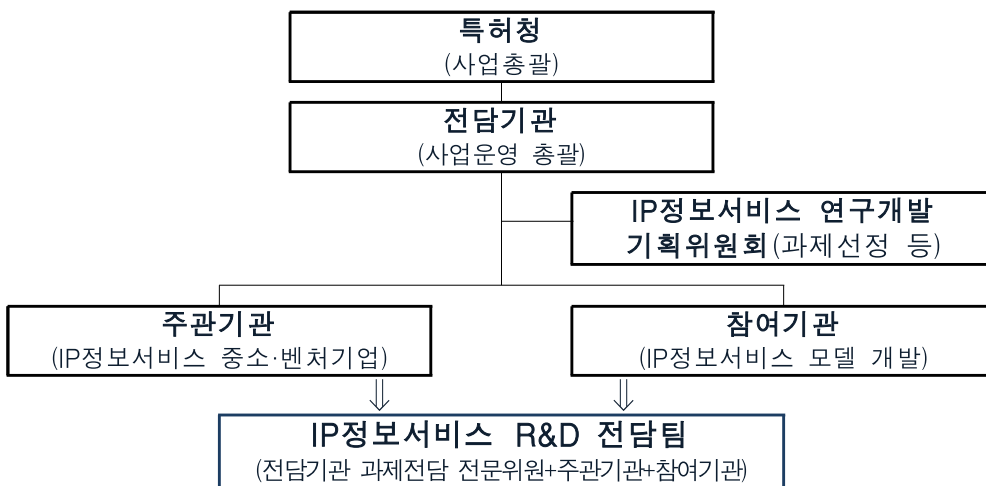 특허청
(사업총괄)
전담기관
(사업운영 총괄)
IP정보서비스 연구개발
기획위원회(과제선정 등)
주관기관
(IP정보서비스 중소·벤처기업)
참여기관
(IP정보서비스 모델 개발)
IP정보서비스 R&D 전담팀
(전담기관 과제전담 전문위원+주관기관+참여기관)